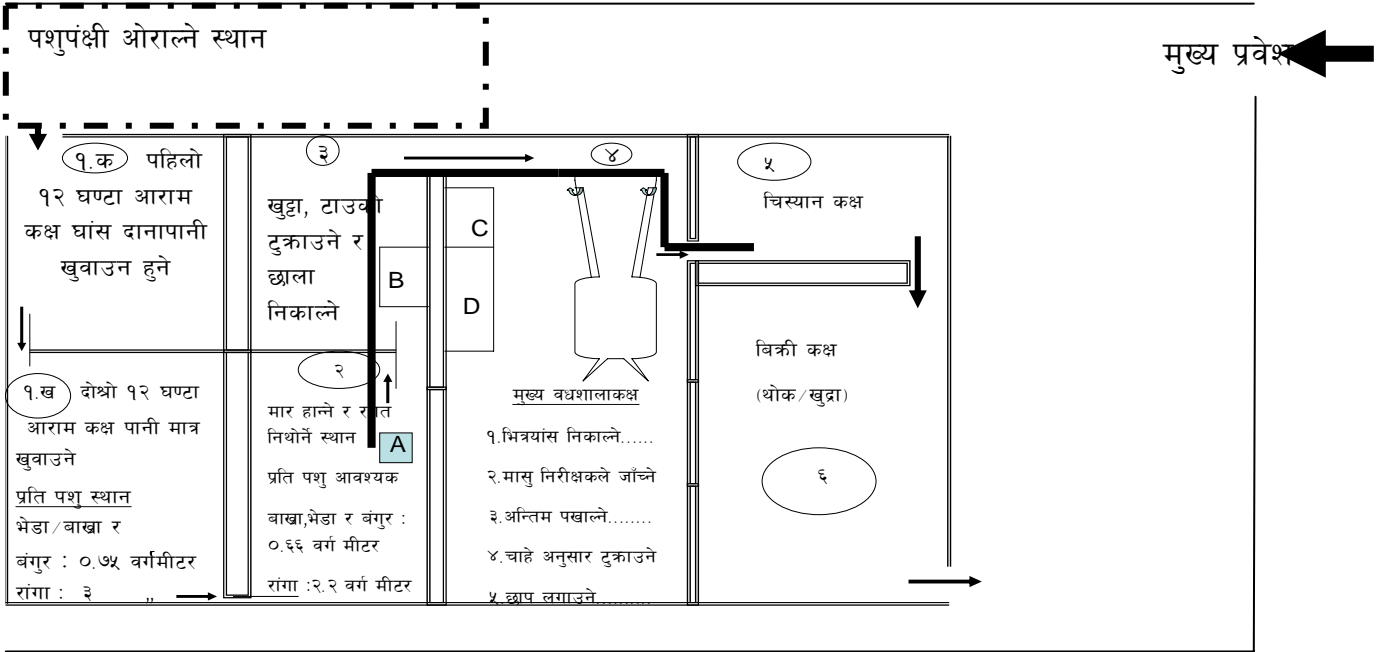 पशुपंक्षी ओराल्ने स्थान
मुख्य प्रवेश
१.क पहिलो
१२ घण्टा आराम
कक्ष घांस दानापानी
खुवाउन हुने
१.ख दोश्रो १२ घण्टा
आराम कक्ष पानी मात्र
खुवाउने
प्रति पशु स्थान
भेडा/बाख्रा र
बंगुर : ०.७५ वर्गमीटर
रांगा : ३ ,,
३
खुट्टा, टाउको
टुक्राउने र
छाला
निकाल्ने
B
२
मार हान्ने र रगत
निथोर्ने स्थान
A
प्रति पशु आवश्यक
बाख्रा,भेडा र बंगुर :
०.६६ वर्ग मीटर
रांगा :२.२ वर्ग मीटर
४
C
D
मुख्य वधशालाकक्ष
१.भित्रयांस निकाल्ने......
२.मासु निरीक्षकले जाँच्ने
३.अन्तिम पखाल्ने........
४.चाहे अनुसार टुक्राउने
५.छाप लगाउने..........
५
चिस्यान कक्ष
बिक्री कक्ष
(थोक/खुद्रा)
६